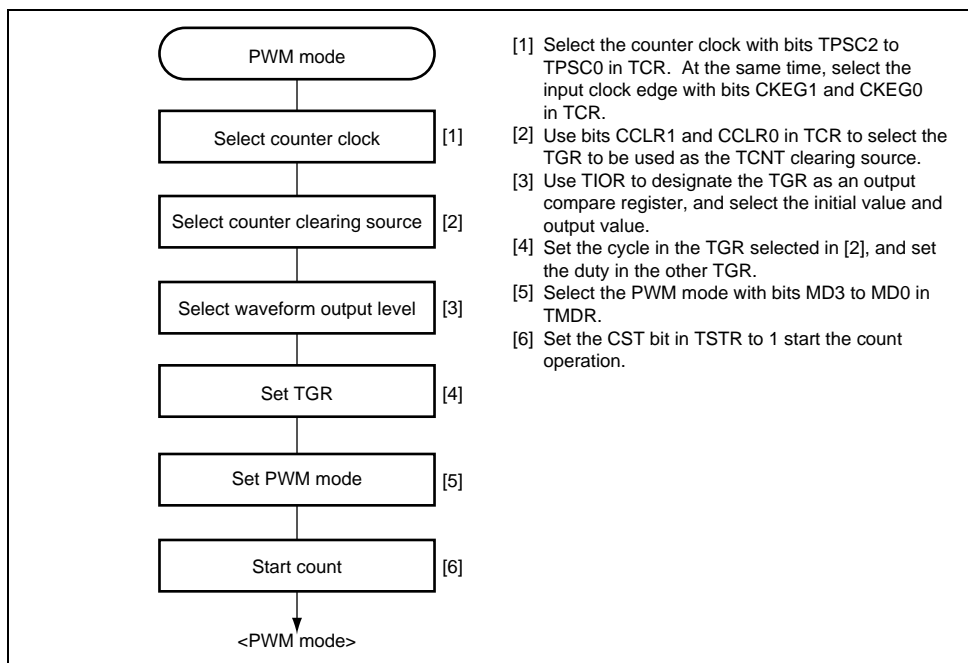 PWM mode
Select counter clock
[1]
Select counter clearing source
[2]
Select waveform output level
[3]
Set TGR
[4]
Set PWM mode
[5]
Start count
[6]
<PWM mode>
[1] Select the counter clock with bits TPSC2 to
TPSC0 in TCR.  At the same time, select the
input clock edge with bits CKEG1 and CKEG0
in TCR.
[2] Use bits CCLR1 and CCLR0 in TCR to select the
TGR to be used as the TCNT clearing source.
[3] Use TIOR to designate the TGR as an output
compare register, and select the initial value and
output value.
[4] Set the cycle in the TGR selected in [2], and set
the duty in the other TGR.
[5] Select the PWM mode with bits MD3 to MD0 in
TMDR.
[6] Set the CST bit in TSTR to 1 start the count
operation.